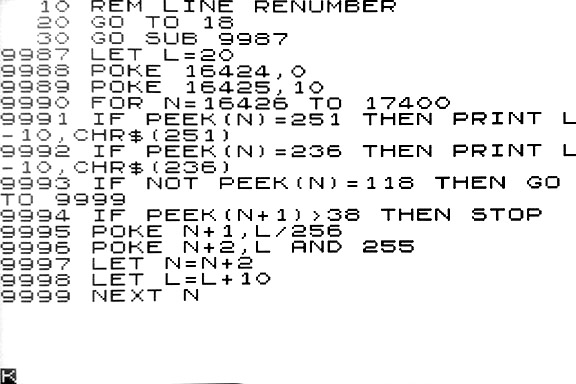 10 REM LINE RENUMBER
20 GO TO 18
30 GO SUB 9987
9987 LET L=20
9988 POKE 16424,0
9989 POKE 16425,10
9990 FOR N=16426 TO 17400
9991 IF PEEK(N)=251 THEN PRINT L
-10,CHR$(251)
9992 IF PEEK(N)=236 THEN PRINT L
-10,CHR$(236)
9993 IF NOT PEEK(N)=118 THEN GO
TO 9999
9994 IF PEEK(N+1)>38 THEN STOP
9995 POKE N+1,L/256
9996 POKE N+2,L AND 255
9997 LET N=N+2
9998 LET L=L+10
9999 NEXT N
K